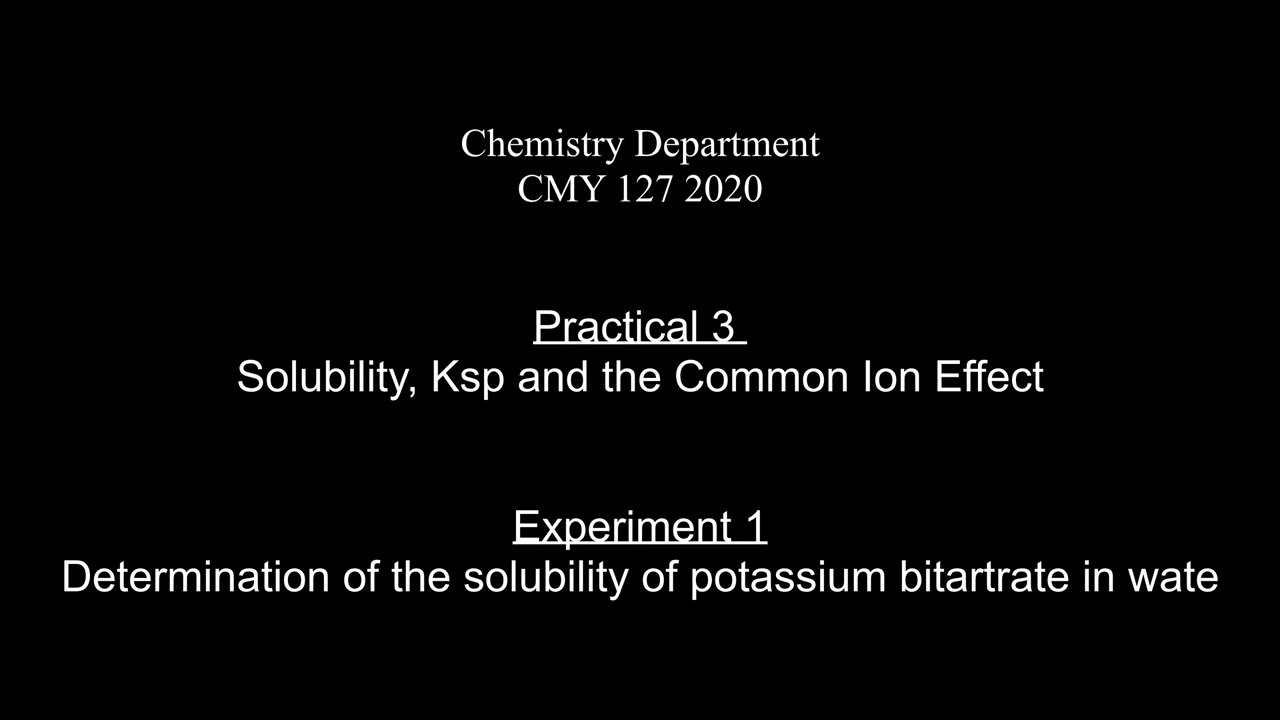 Chemistry Department
CMY 127 2020
Practical 3
Solubility, Ksp and the Common Ion Effect
Experiment 1
Determination of the solubility of potassium bitartrate in wate